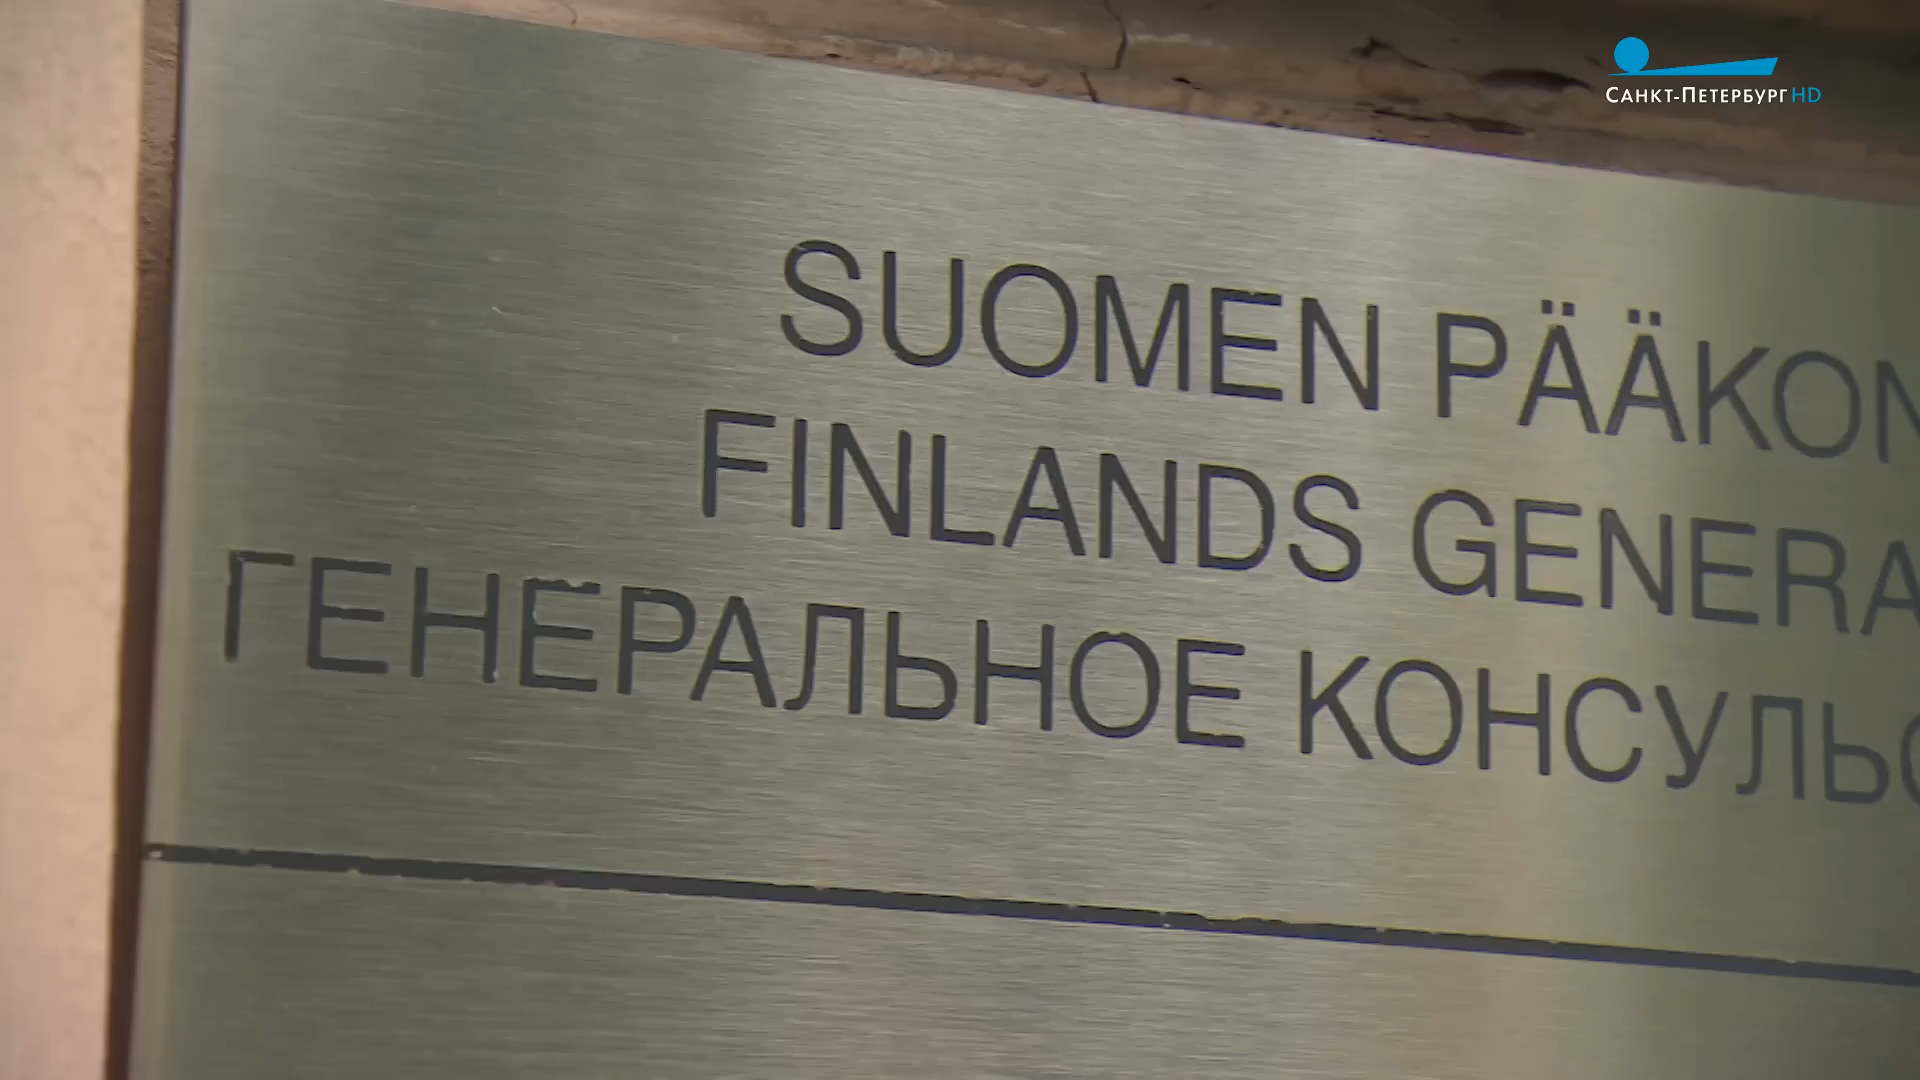 САНКТ-ПЕТЕРБУРГ HD
SUOMEN PÄÄKON
FINLANDS GENERA
ГЕНЕРАЛЬНОЕ КОНСУЛЬС